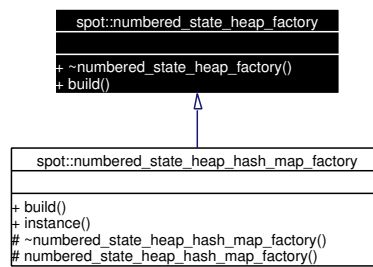 spot::numbered_state_heap_factory
+ ~numbered_state_heap_factory()
+ build()
spot::numbered_state_heap_hash_map_factory
+ build()
+ instance()
# ~numbered_state_heap_hash_map_factory()
# numbered_state_heap_hash_map_factory()